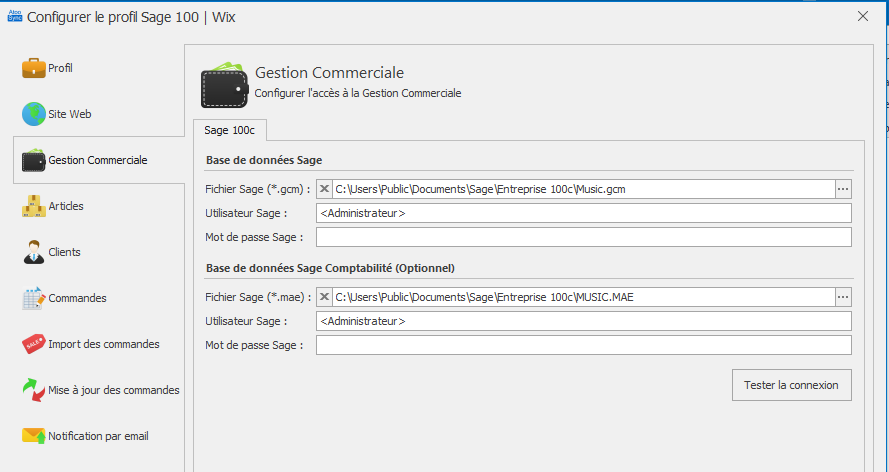 Atoo
Sync
Configurer le profil Sage 100 | Wix
Profil
Site Web
Gestion Commerciale
Articles
Clients
Commandes
SALE
Import des commandes
Mise à jour des commandes
Notification par email
Gestion Commerciale
Configurer l'accès à la Gestion Commerciale
Sage 100c
Base de données Sage
Fichier Sage (*.gcm) : C:\Users\Public\Documents\Sage\Entreprise 100c\Music.gcm ...
Utilisateur Sage : <Administrateur>
Mot de passe Sage :
Base de données Sage Comptabilité (Optionnel)
Fichier Sage (*.mae) : C:\Users\Public\Documents\Sage\Entreprise 100c\MUSIC.MAE ...
Utilisateur Sage : <Administrateur>
Mot de passe Sage :
Tester la connexion